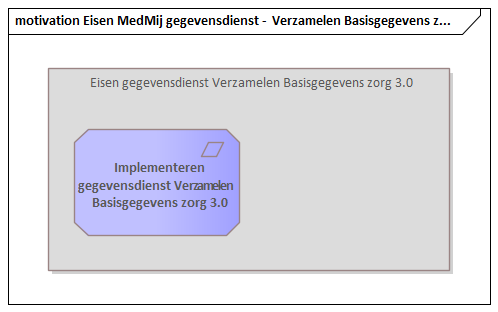 motivation Eisen MedMij gegevensdienst - Verzamelen Basisgegevens z...
Eisen gegevensdienst Verzamelen Basisgegevens zorg 3.0
Implementeren
gegevensdienst Verzamelen
Basisgegevens zorg 3.0